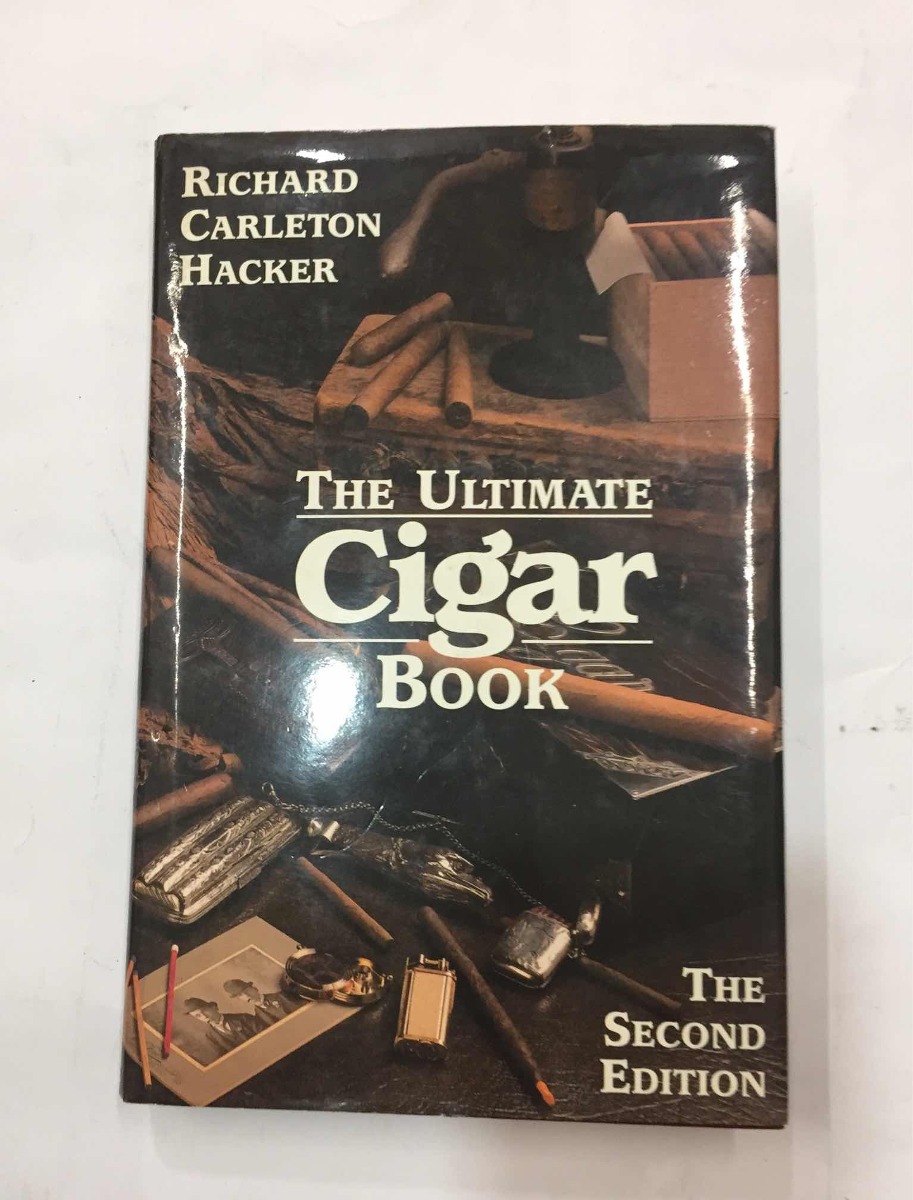 RICHARD
CARLETON
HACKER
THE ULTIMATE
Cigar
BOOK
THE
SECOND
EDITION